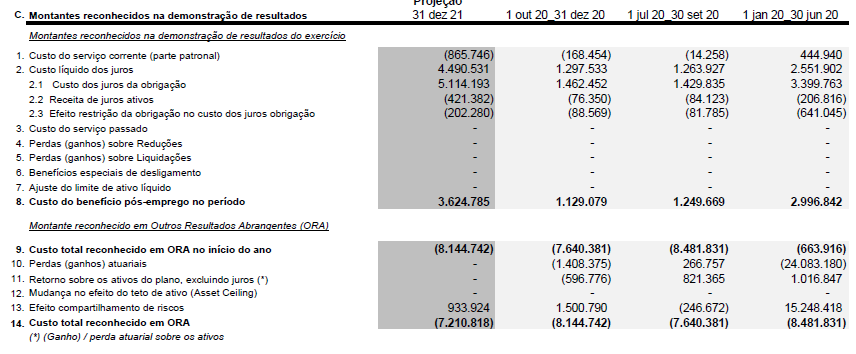 Projeção
C. Montantes reconhecidos na demonstração de resultados 31 dez 21 1 out 20_31 dez 20 1 jul 20_30 set 20 1 jan 20_30 jun 20
Montantes reconhecidos na demonstração de resultados do exercício
1. Custo do serviço corrente (parte patronal) (865.746) (168.454) (14.258) 444.940
2. Custo líquido dos juros 4.490.531 1.297.533 1.263.927 2.551.902
2.1 Custo dos juros da obrigação 5.114.193 1.462.452 1.429.835 3.399.763
2.2 Receita de juros ativos (421.382) (76.350) (84.123) (206.816)
2.3 Efeito restrição da obrigação no custo dos juros obrigação (202.280) (88.569) (81.785) (641.045)
3. Custo do serviço passado - - - -
4. Perdas (ganhos) sobre Reduções - - - -
5. Perdas (ganhos) sobre Liquidações - - - -
6. Benefícios especiais de desligamento - - - -
7. Ajuste do limite de ativo líquido - - - -
8. Custo do benefício pós-emprego no período 3.624.785 1.129.079 1.249.669 2.996.842
Montante reconhecido em Outros Resultados Abrangentes (ORA)
9. Custo total reconhecido em ORA no início do ano (8.144.742) (7.640.381) (8.481.831) (663.916)
10. Perdas (ganhos) atuariais - (1.408.375) 266.757 (24.083.180)
11. Retorno sobre os ativos do plano, excluindo juros (*) - (596.776) 821.365 1.016.847
12. Mudança no efeito do teto de ativo (Asset Ceiling) - - - -
13. Efeito compartilhamento de riscos 933.924 1.500.790 (246.672) 15.248.418
14. Custo total reconhecido em ORA (7.210.818) (8.144.742) (7.640.381) (8.481.831)
(*) (Ganho) / perda atuarial sobre os ativos